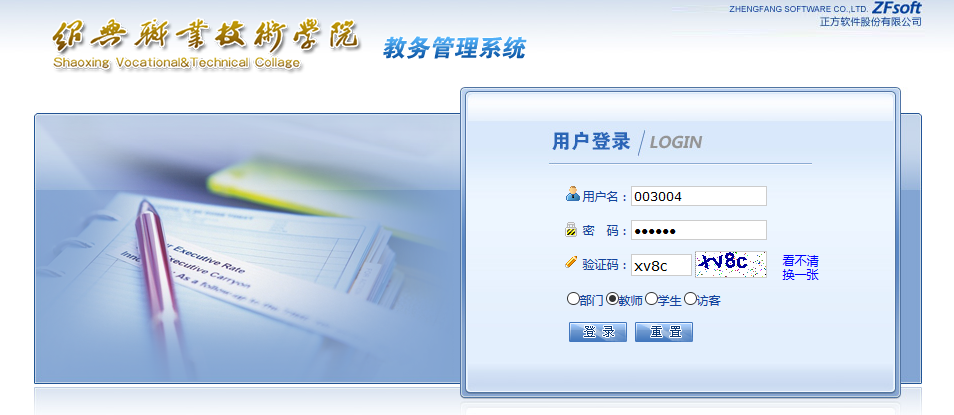 ZHENGFANG SOFTWARE CO.,LTD. ZFsoft
正方软件股份有限公司
绍兴職業技術學院
Shaoxing Vocational&Technical Collage
教务管理系统
用户登录 / LOGIN
用户名：003004
密 码：••••••
验证码：xv8c xv8c 看不清
换一张
部门 教师 学生 访客
登 录 重 置
Executive Rate
Executive Carryon
As a follow-up to the